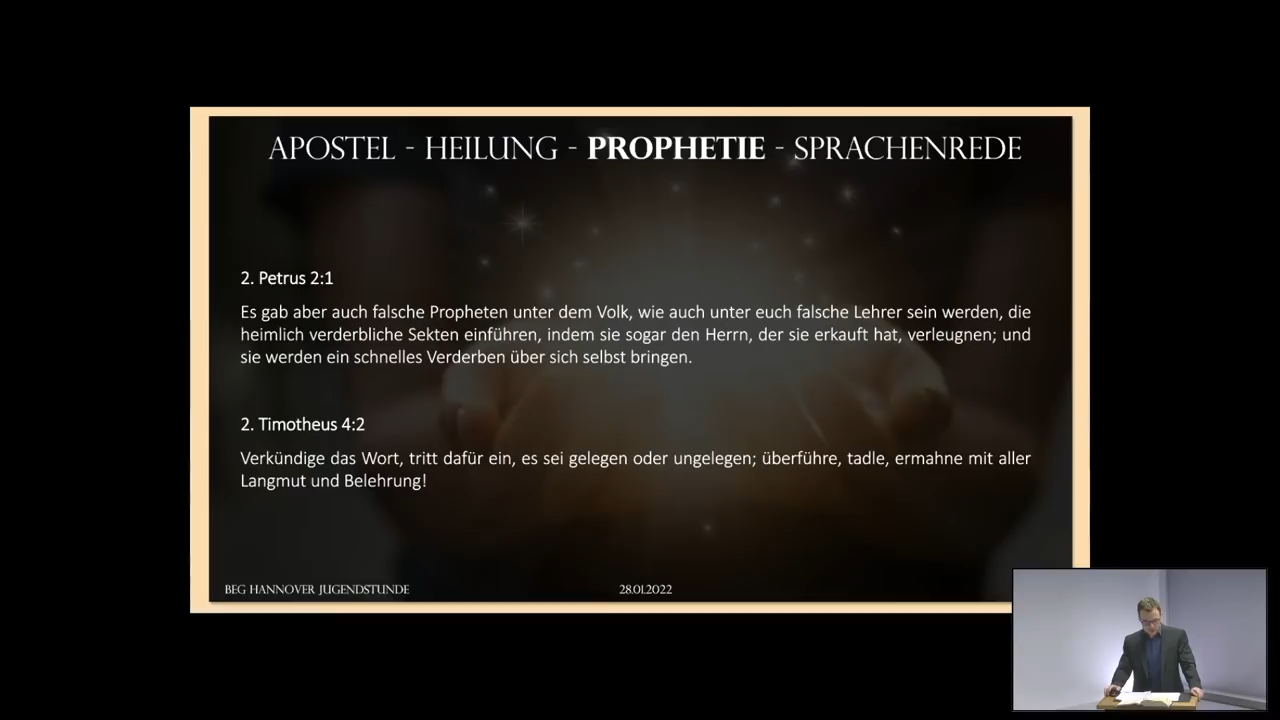 APOSTEL - HEILUNG - PROPHETIE - SPRACHENREDE
2. Petrus 2:1
Es gab aber auch falsche Propheten unter dem Volk, wie auch unter euch falsche Lehrer sein werden, die
heimlich verderbliche Sekten einführen, indem sie sogar den Herrn, der sie erkauft hat, verleugnen; und
sie werden ein schnelles Verderben über sich selbst bringen.
2. Timotheus 4:2
Verkündige das Wort, tritt dafür ein, es sei gelegen oder ungelegen; überführe, tadle, ermahne mit aller
Langmut und Belehrung!
BEG HANNOVER JUGENDSTUNDE
28.01.2022